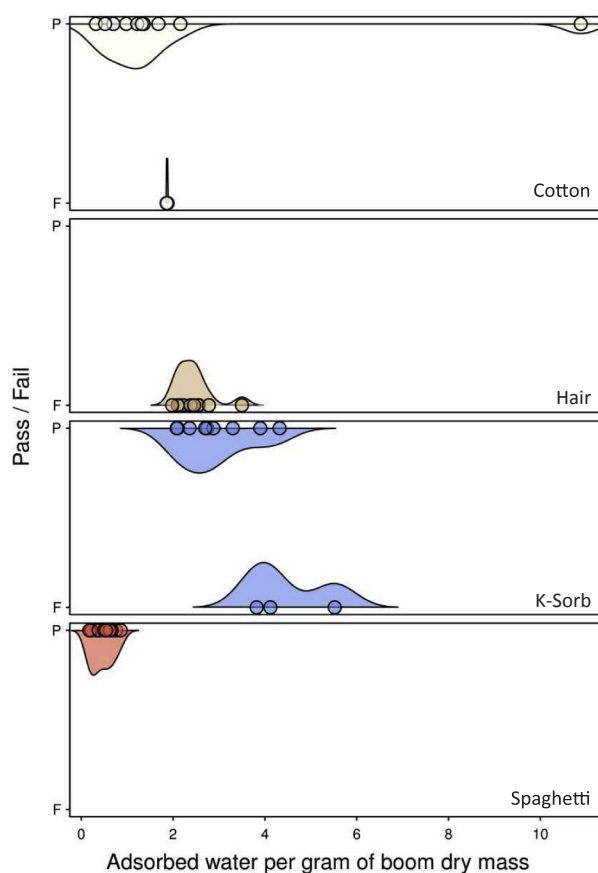 P
F
Cotton
P
F
Hair
P
F
K-Sorb
P
F
Spaghetti
Pass / Fail
0 2 4 6 8 10
Adsorbed water per gram of boom dry mass